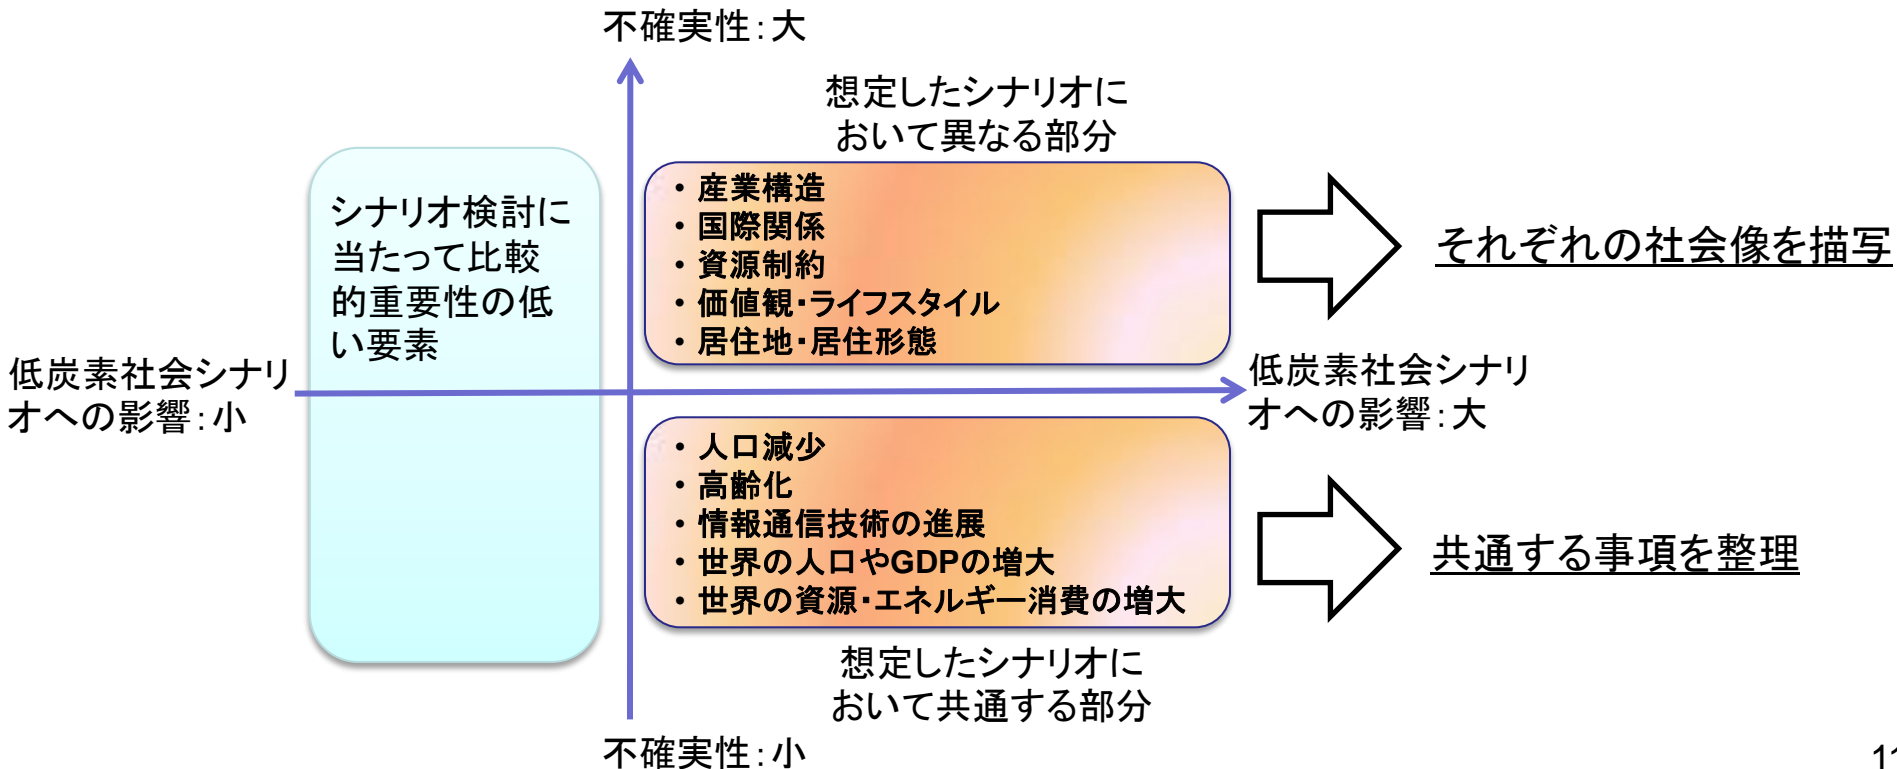 不確実性：大
想定したシナリオに
おいて異なる部分
シナリオ検討に
当たって比較
的重要性の低
い要素
・産業構造
・国際関係
・資源制約
・価値観・ライフスタイル
・居住地・居住形態
それぞれの社会像を描写
低炭素社会シナリ
オへの影響：小
低炭素社会シナリ
オへの影響：大
・人口減少
・高齢化
・情報通信技術の進展
・世界の人口やGDPの増大
・世界の資源・エネルギー消費の増大
共通する事項を整理
想定したシナリオに
おいて共通する部分
不確実性：小
11